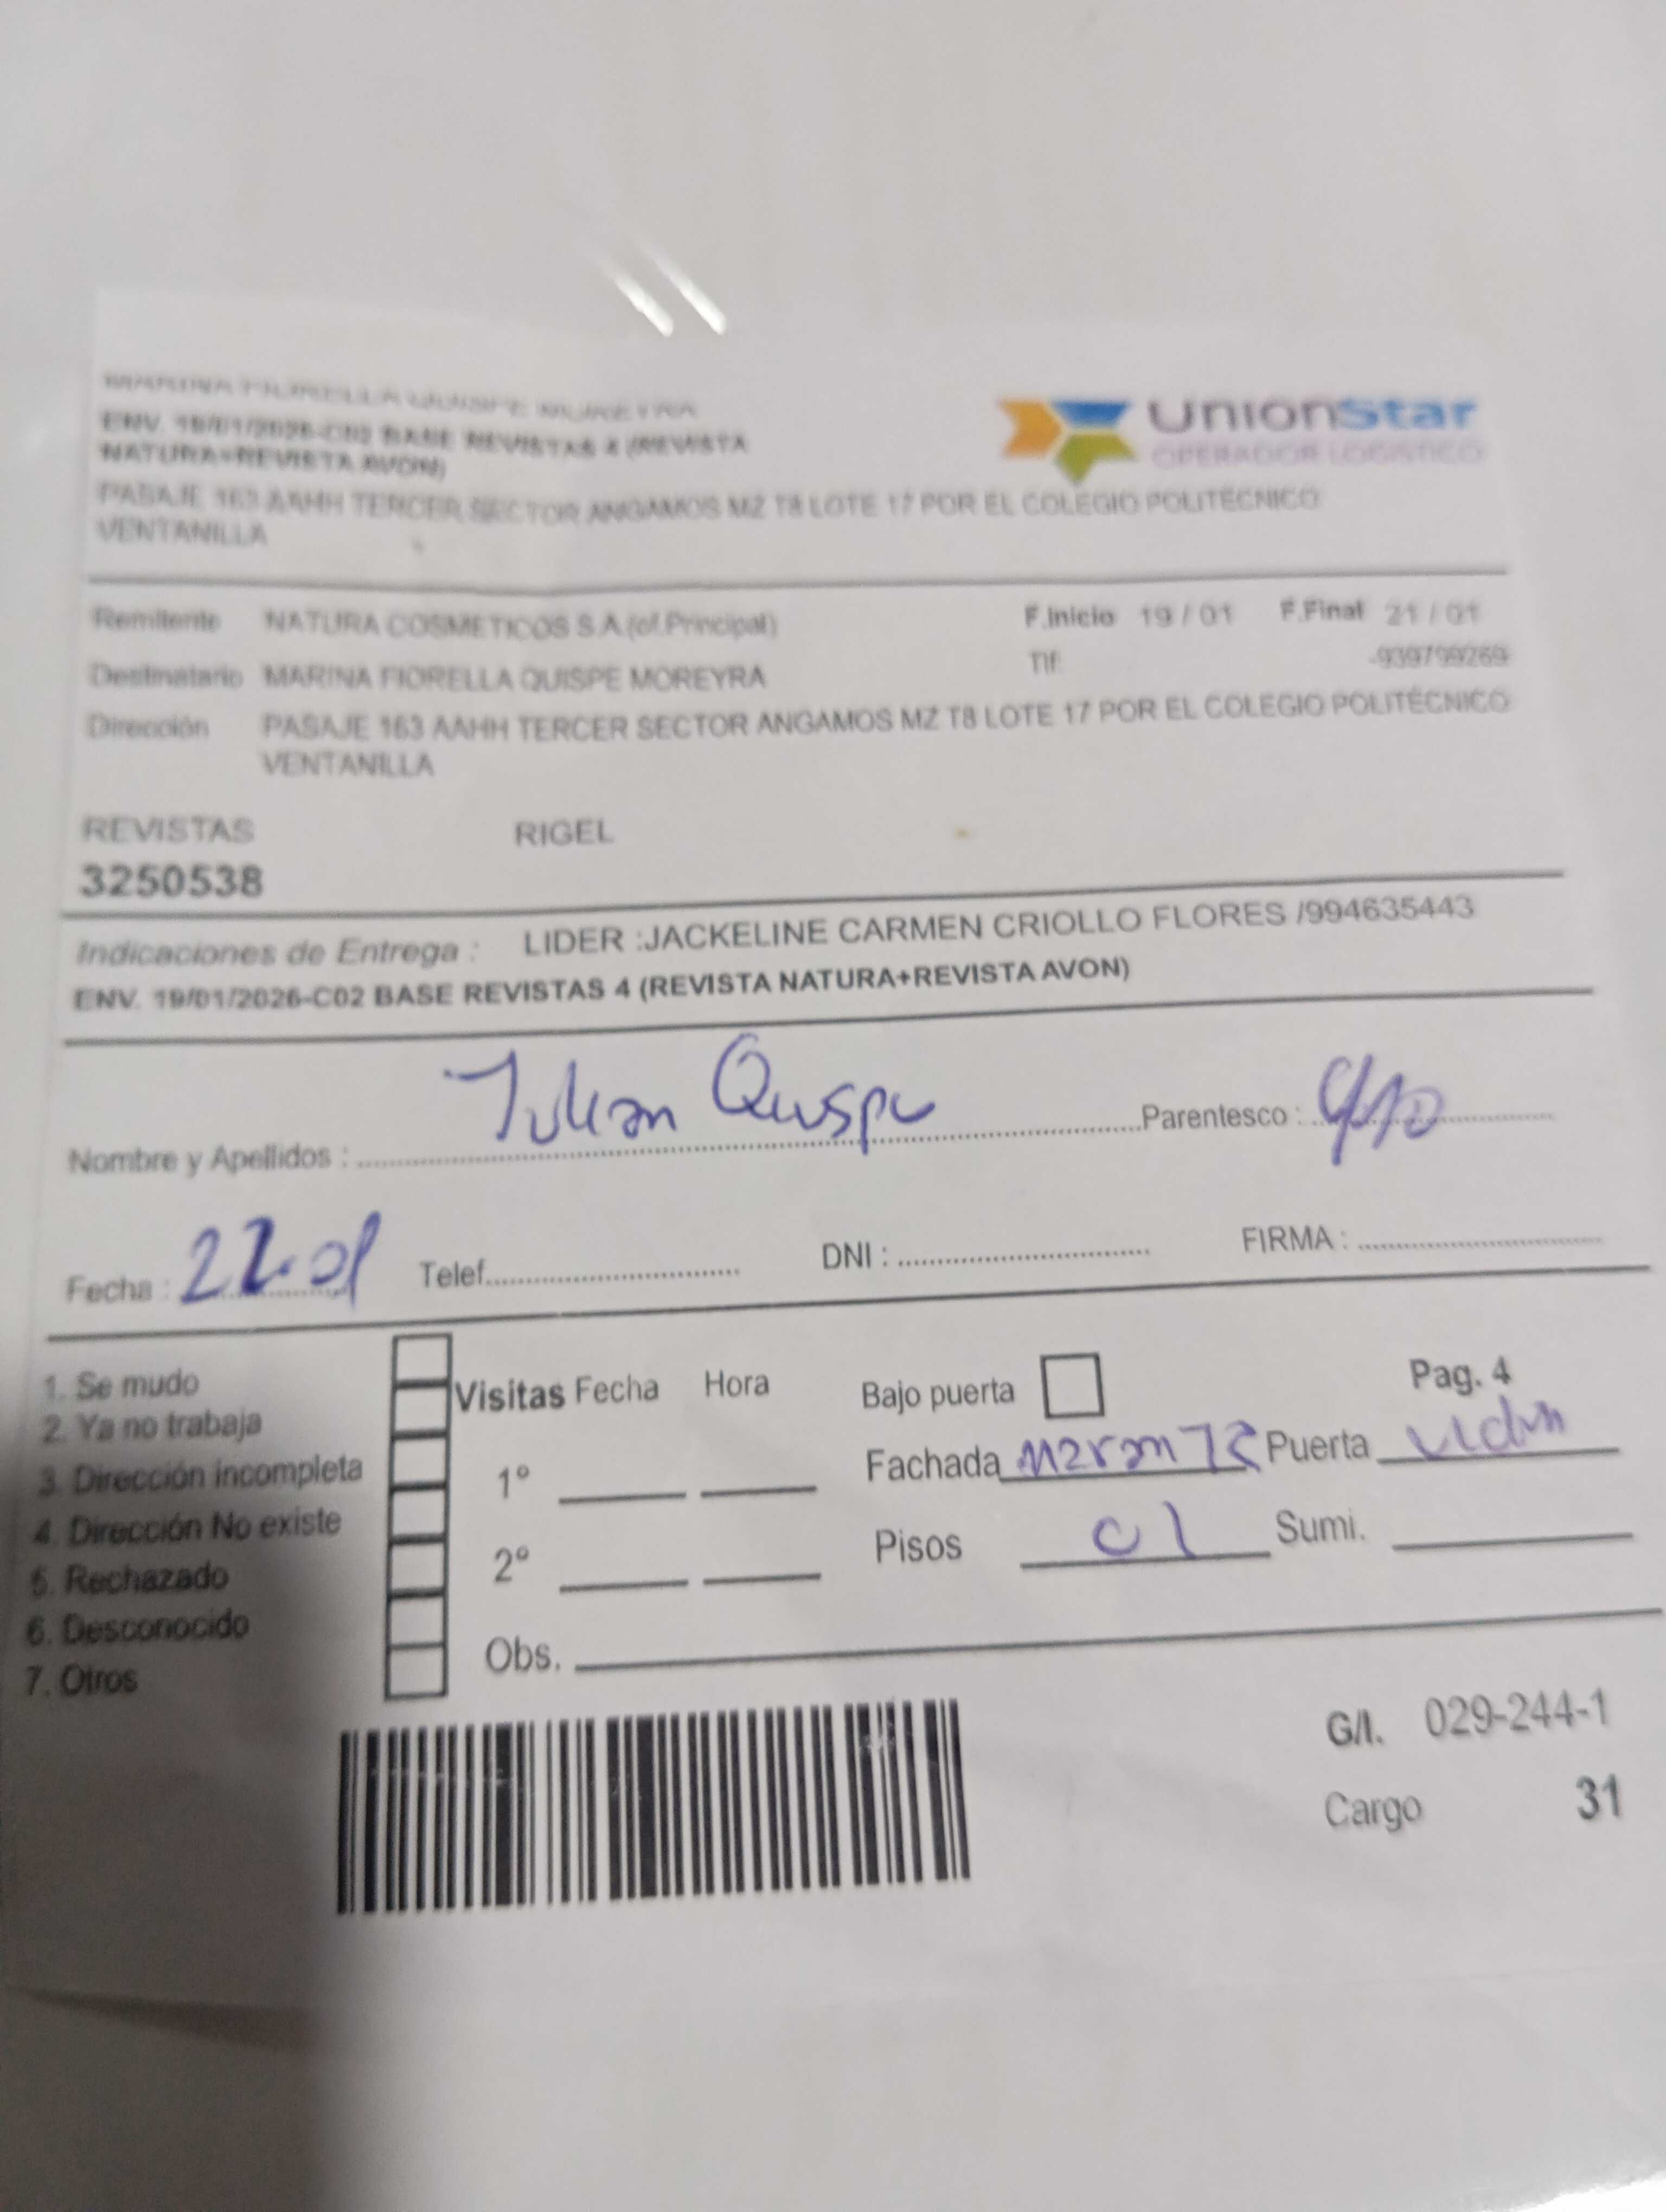 MARINA FIORELLA QUISPE MOREYRA
ENV. 19/01/2026-C02 BASE REVISTAS 4 (REVISTA
NATURA+REVISTA AVON)
PASAJE 163 AAHH TERCER SECTOR ANGAMOS MZ T8 LOTE 17 POR EL COLEGIO POLITÉCNICO
VENTANILLA
UnionStar
OPERADOR LOGISTICO
Remitente NATURA COSMETICOS S.A (of.Principal) F.Inicio 19 / 01 F.Final 21 / 01
Destinatario MARINA FIORELLA QUISPE MOREYRA Tlf: -939799269-
Dirección PASAJE 163 AAHH TERCER SECTOR ANGAMOS MZ T8 LOTE 17 POR EL COLEGIO POLITÉCNICO
VENTANILLA
REVISTAS RIGEL
3250538
Indicaciones de Entrega : LIDER :JACKELINE CARMEN CRIOLLO FLORES /994635443
ENV. 19/01/2026-C02 BASE REVISTAS 4 (REVISTA NATURA+REVISTA AVON)
Nombre y Apellidos : Julian Quispe Parentesco :
Fecha : 22.01 Telef. DNI : FIRMA :
1. Se mudo
2. Ya no trabaja
3. Dirección incompleta
4. Dirección No existe
5. Rechazado
6. Desconocido
7. Otros
Visitas Fecha Hora
1°
2°
Obs.
Bajo puerta Pag. 4
Fachada Puerta
Pisos 01 Sumi.
G/I. 029-244-1
Cargo 31